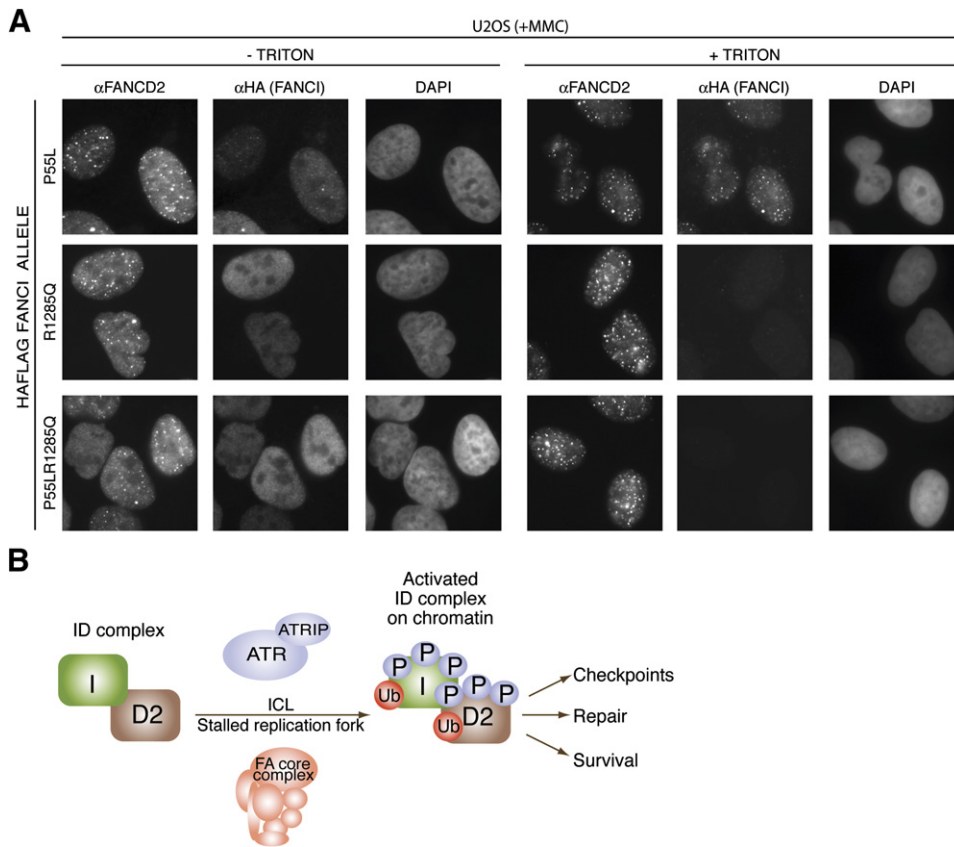 A
U2OS (+MMC)
- TRITON
+ TRITON
αFANCD2
αHA (FANCI)
DAPI
αFANCD2
αHA (FANCI)
DAPI
HAFLAG FANCI ALLELE
P55L
R1285Q
P55LR1285Q
B
ID complex
I
D2
ATR
ATRIP
ICL
Stalled replication fork
FA core
complex
Activated
ID complex
on chromatin
P
P
P
Ub
I
P
P
P
Ub
D2
Checkpoints
Repair
Survival